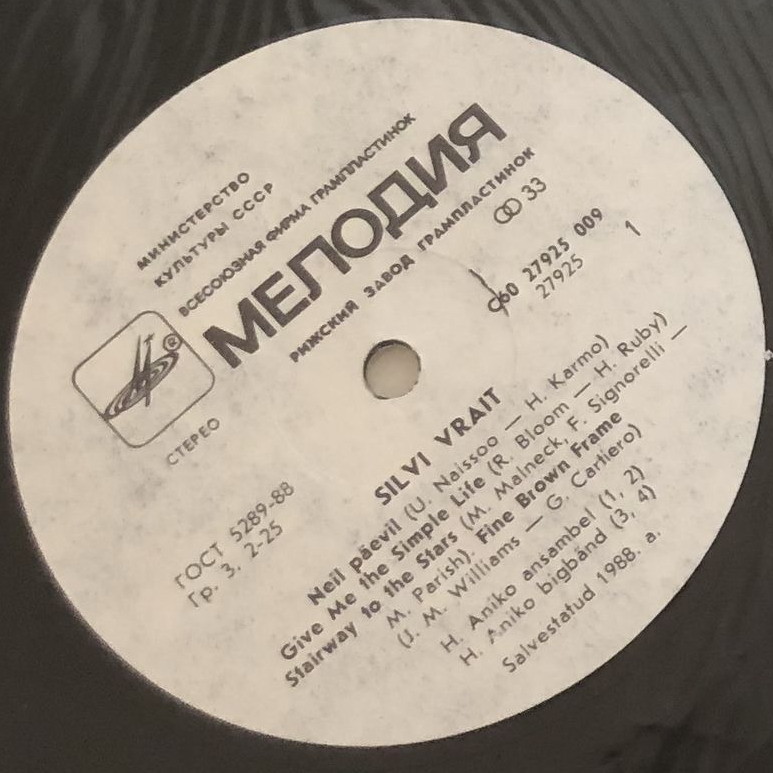 МИНИСТЕРСТВО
КУЛЬТУРЫ СССР
ВСЕСОЮЗНАЯ ФИРМА ГРАМПЛАСТИНОК
МЕЛОДИЯ
РИЖСКИЙ ЗАВОД ГРАМПЛАСТИНОК
®
СТЕРЕО
33
С60 27925 009
27925
1
ГОСТ 5289-88
Гр. 3, 2-25
SILVI VRAIT
Neil päevil (U. Naissoo — H. Karmo)
Give Me the Simple Life (R. Bloom — H. Ruby)
Stairway to the Stars (M. Malneck, F. Signorelli —
M. Parish). Fine Brown Frame
(J. M. Williams — G. Cartiero)
H. Aniko ansambel (1, 2)
H. Aniko bigbänd (3, 4)
Salvestatud 1988. a.